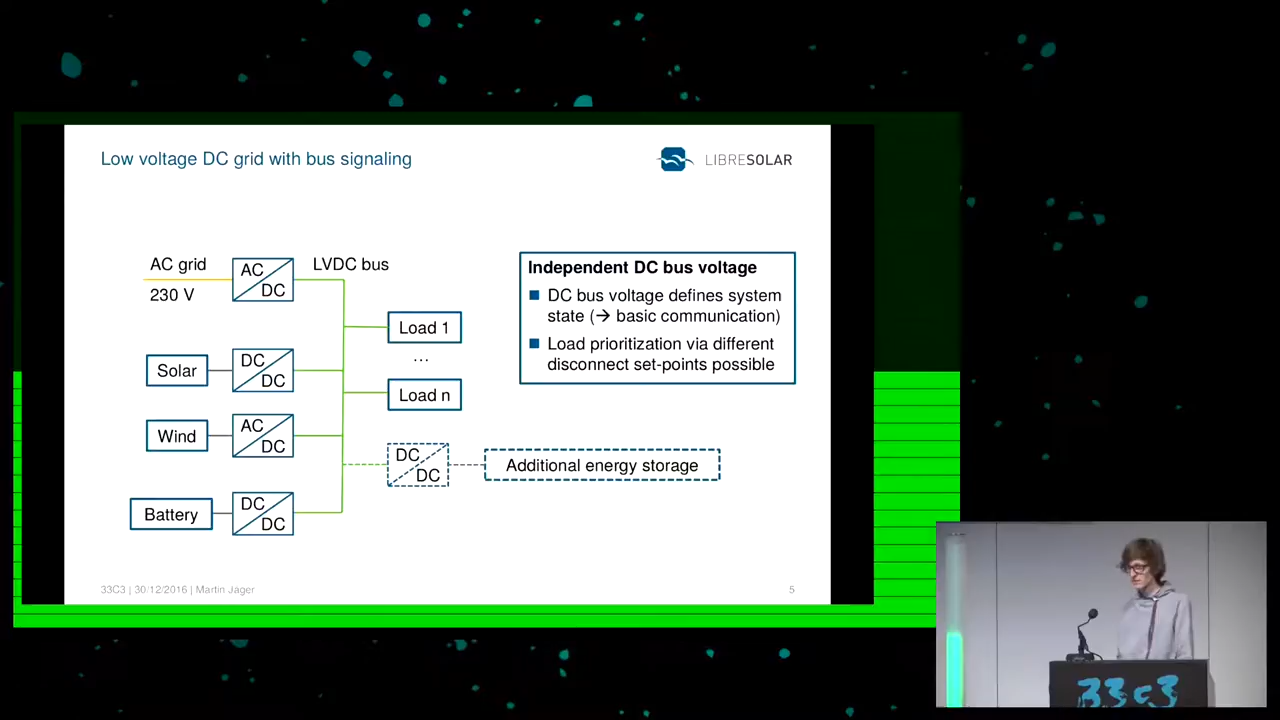 Low voltage DC grid with bus signaling
LIBRESOLAR
AC grid
230 V
AC
DC
LVDC bus
Load 1
...
Load n
Solar
DC
DC
Wind
AC
DC
Battery
DC
DC
DC
DC
Additional energy storage
Independent DC bus voltage
DC bus voltage defines system
state (→ basic communication)
Load prioritization via different
disconnect set-points possible
33C3 | 30/12/2016 | Martin Jäger
5
33c3